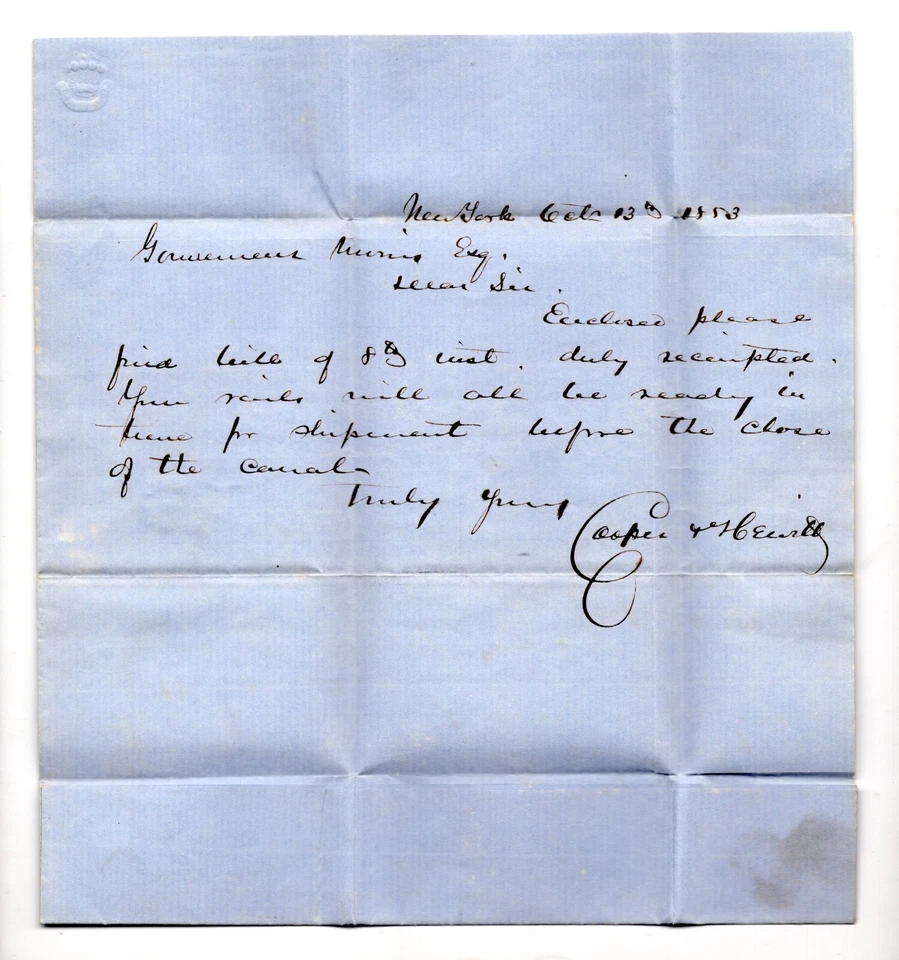 New York Oct 13th 1853
Gouverneur Morris Esq.
Dear Sir.
Enclosed please
find bill of 8th inst. duly receipted.
Your rails will all be ready in
time for shipment before the close
of the canal
Truly Yours
Cooper & Hewitt